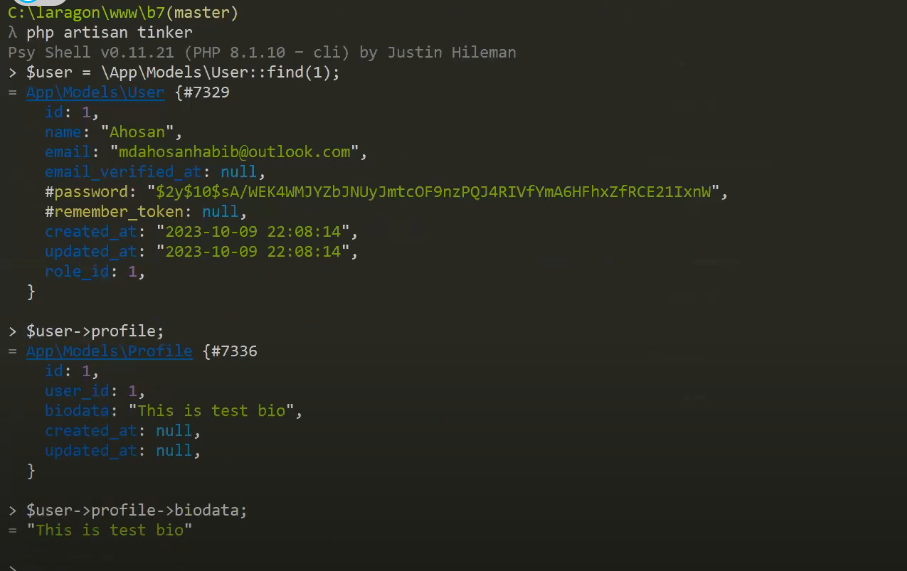 C:\laragon\www\b7(master)
λ php artisan tinker
Psy Shell v0.11.21 (PHP 8.1.10 − cli) by Justin Hileman
> $user = \App\Models\User::find(1);
= App\Models\User {#7329
id: 1,
name: "Ahosan",
email: "mdahosanhabib@outlook.com",
email_verified_at: null,
#password: "$2y$10$sA/WEK4WMJYZbJNUyJmtcOF9nzPQJ4RIVfYmA6HFhxZfRCE21IxnW",
#remember_token: null,
created_at: "2023-10-09 22:08:14",
updated_at: "2023-10-09 22:08:14",
role_id: 1,
}
> $user->profile;
= App\Models\Profile {#7336
id: 1,
user_id: 1,
biodata: "This is test bio",
created_at: null,
updated_at: null,
}
> $user->profile->biodata;
= "This is test bio"
>